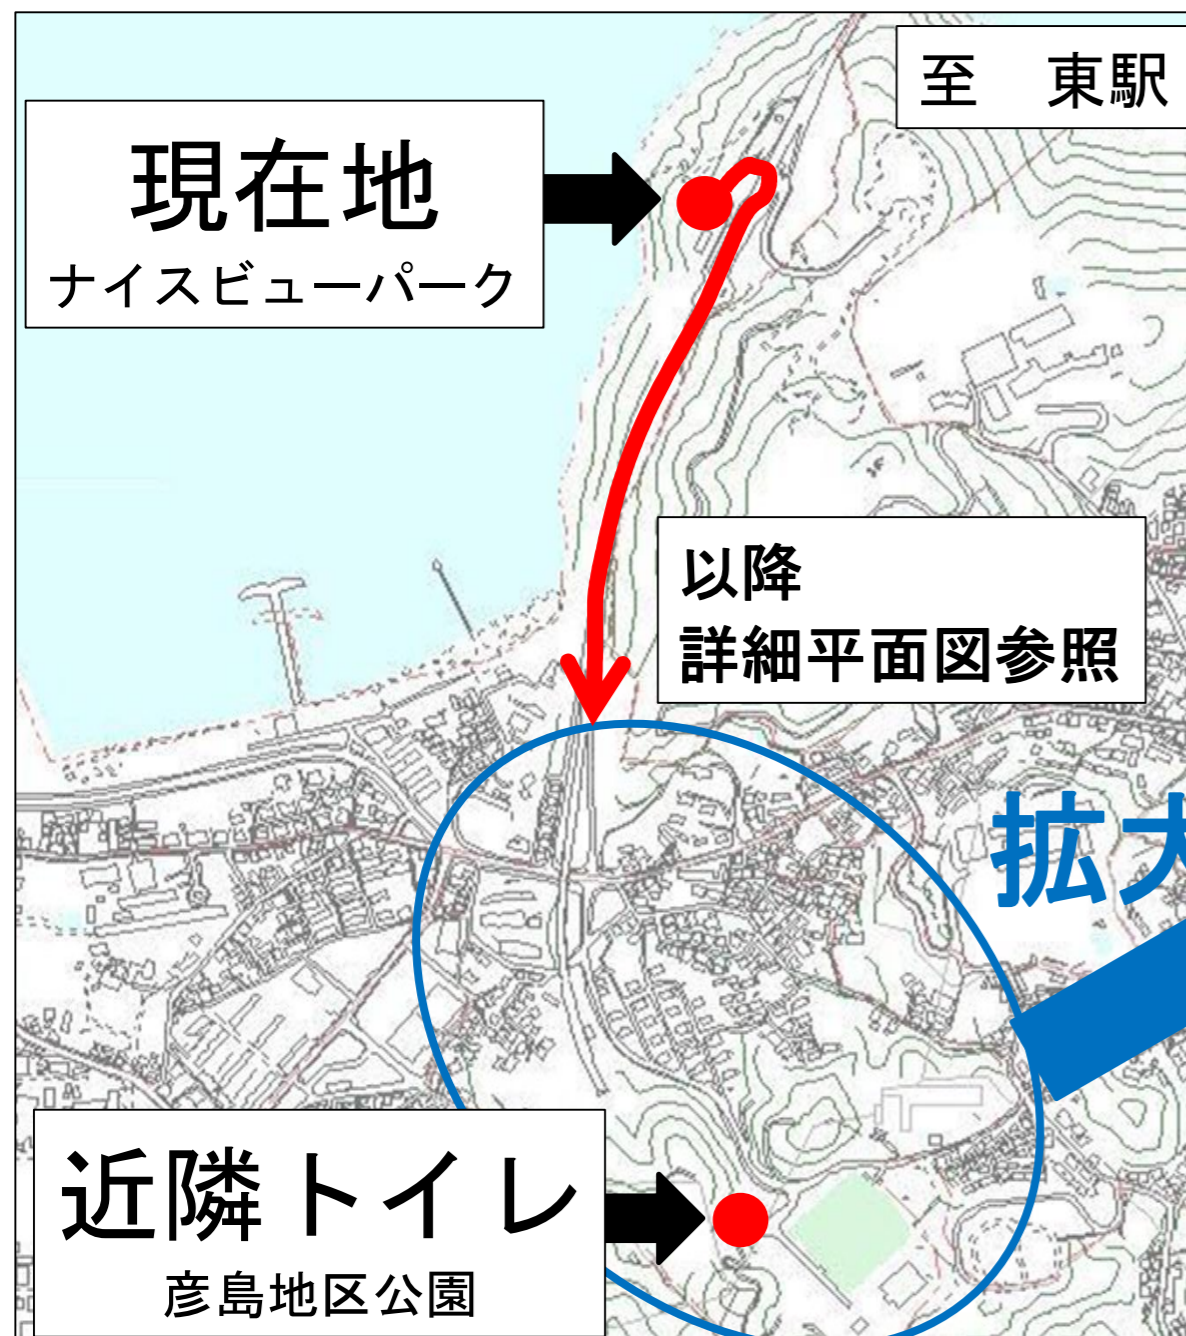 至　東駅
現在地
ナイスビューパーク
以降
詳細平面図参照
拡大
近隣トイレ
彦島地区公園